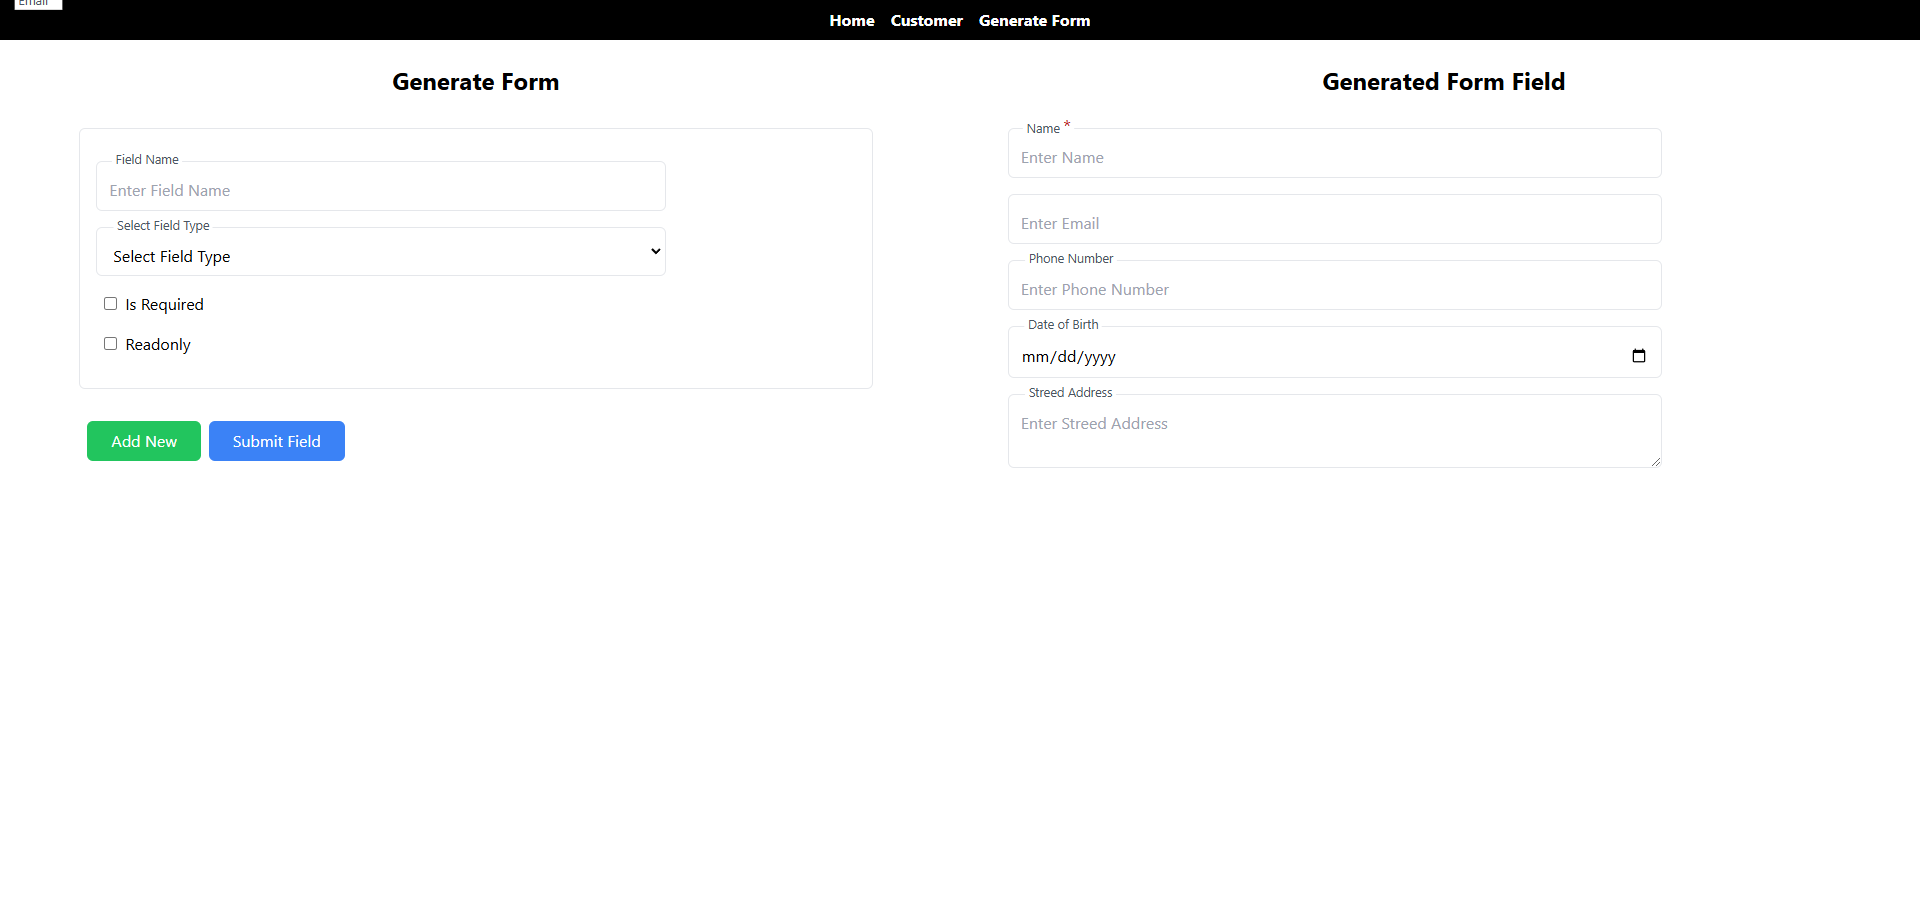 Email
Home Customer Generate Form
Generate Form
Field Name
Enter Field Name
Select Field Type
Select Field Type
Is Required
Readonly
Add New Submit Field
Generated Form Field
Name *
Enter Name
Enter Email
Phone Number
Enter Phone Number
Date of Birth
mm/dd/yyyy
Streed Address
Enter Streed Address